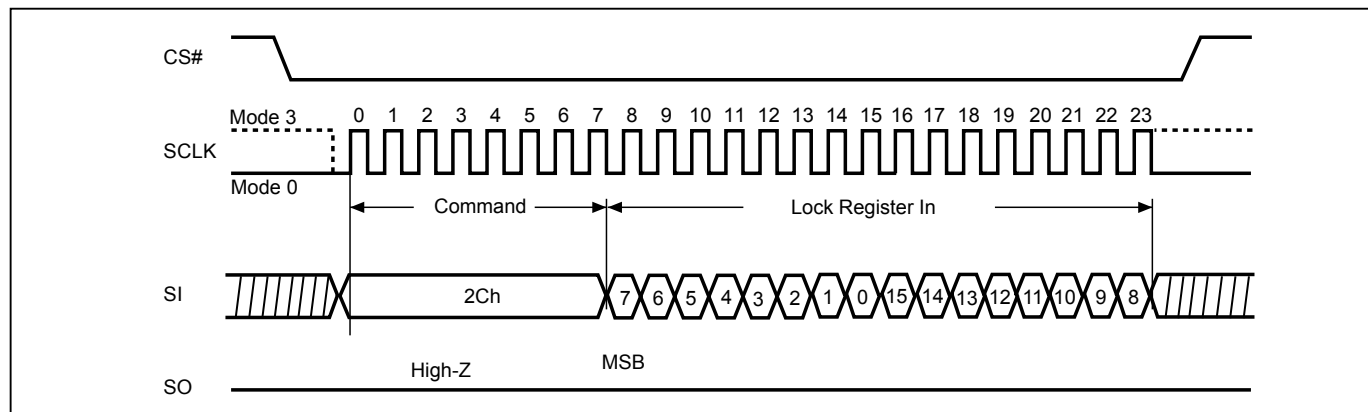 CS#
Mode 3
0 1 2 3 4 5 6 7 8 9 10 11 12 13 14 15 16 17 18 19 20 21 22 23
SCLK
Mode 0
Command
Lock Register In
SI
2Ch
7 6 5 4 3 2 1 0 15 14 13 12 11 10 9 8
High-Z
MSB
SO